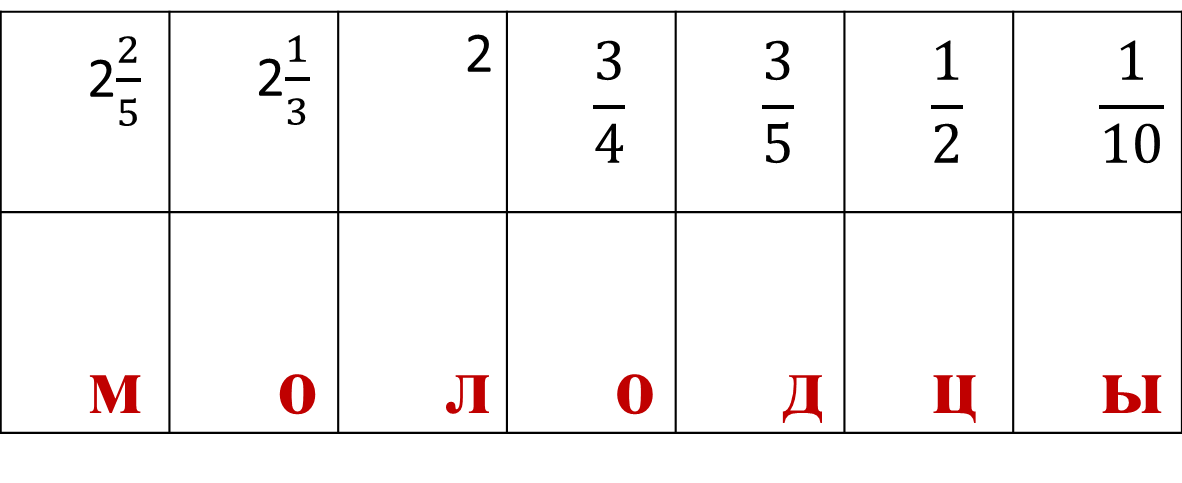 2 2/5 2 1/3 2 3/4 3/5 1/2 1/10
м о л о д ц ы